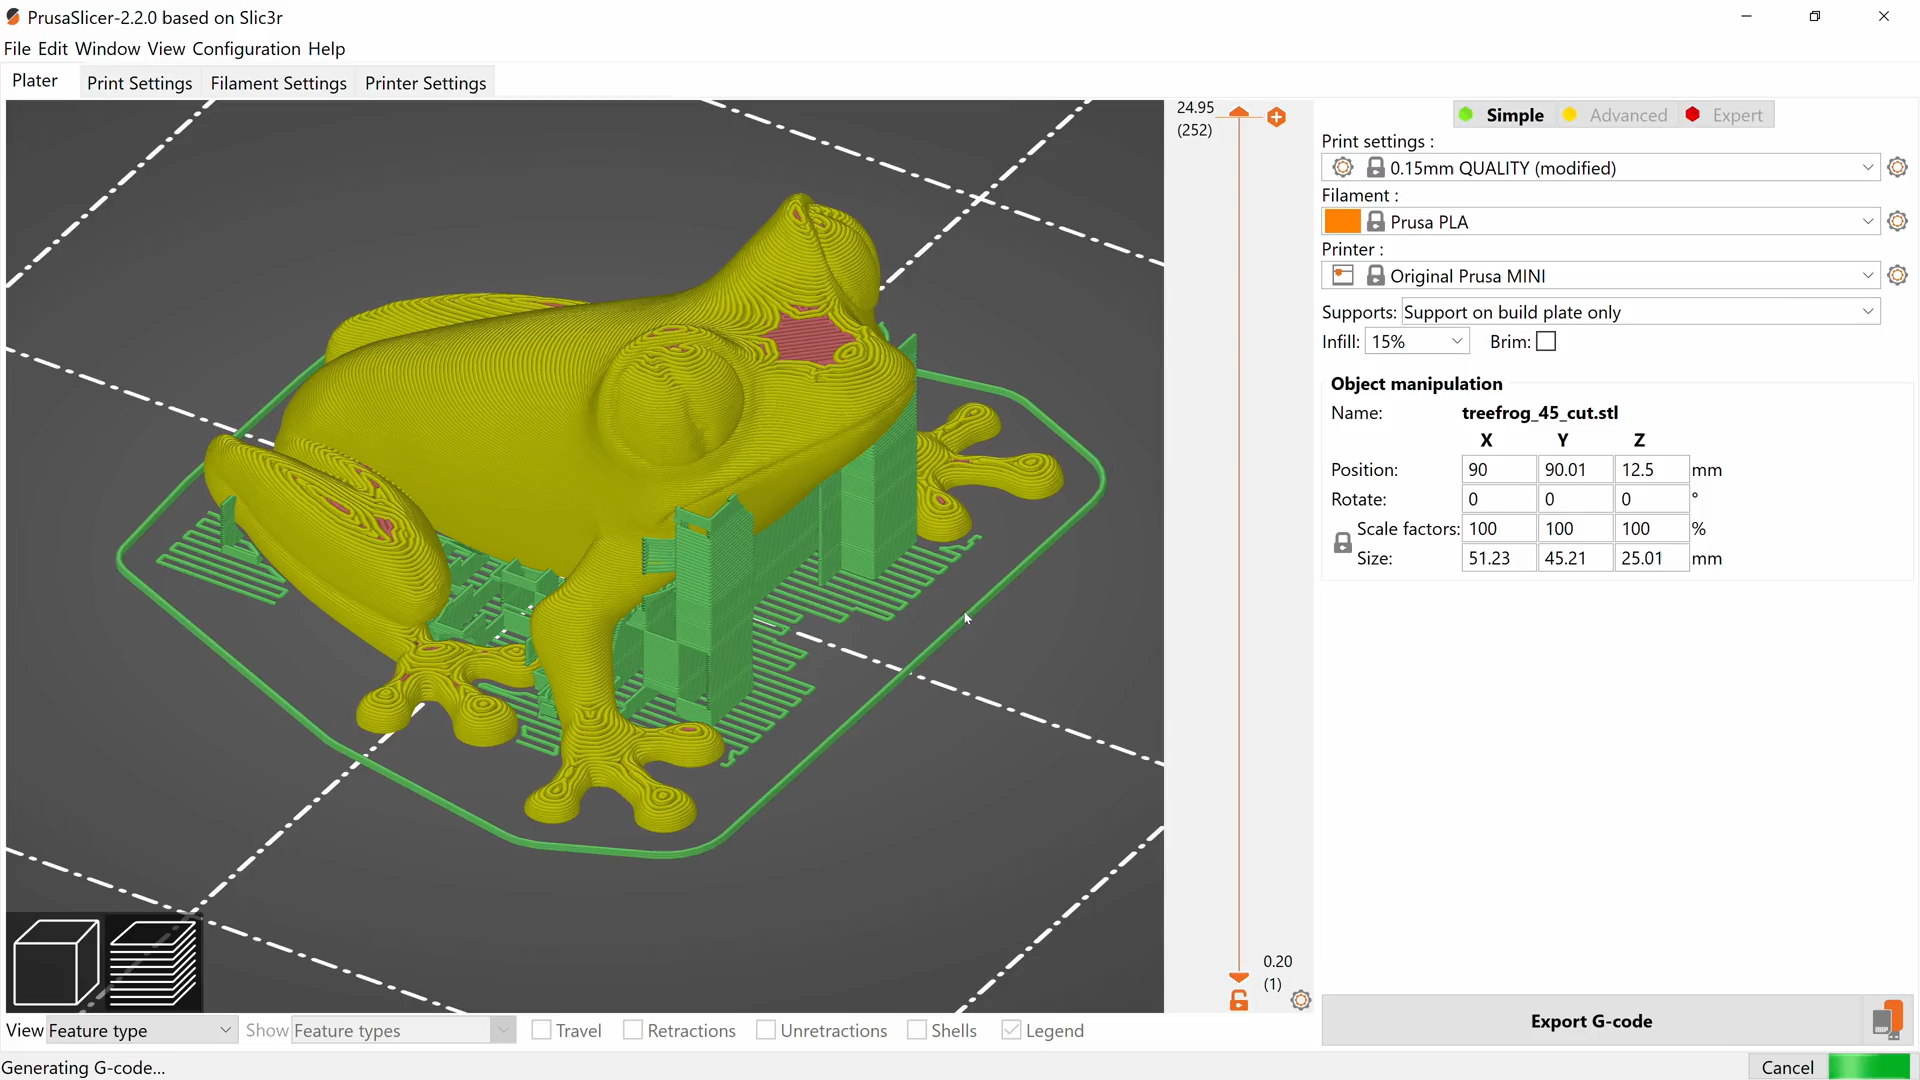 PrusaSlicer-2.2.0 based on Slic3r
File Edit Window View Configuration Help
Plater Print Settings Filament Settings Printer Settings
24.95
(252)
Simple Advanced Expert
Print settings :
0.15mm QUALITY (modified)
Filament :
Prusa PLA
Printer :
Original Prusa MINI
Supports: Support on build plate only
Infill: 15% Brim:
Object manipulation
Name: treefrog_45_cut.stl
X Y Z
Position: 90 90.01 12.5 mm
Rotate: 0 0 0 °
Scale factors: 100 100 100 %
Size: 51.23 45.21 25.01 mm
0.20
(1)
View Feature type Show Feature types Travel Retractions Unretractions Shells Legend
Export G-code
Generating G-code...
Cancel